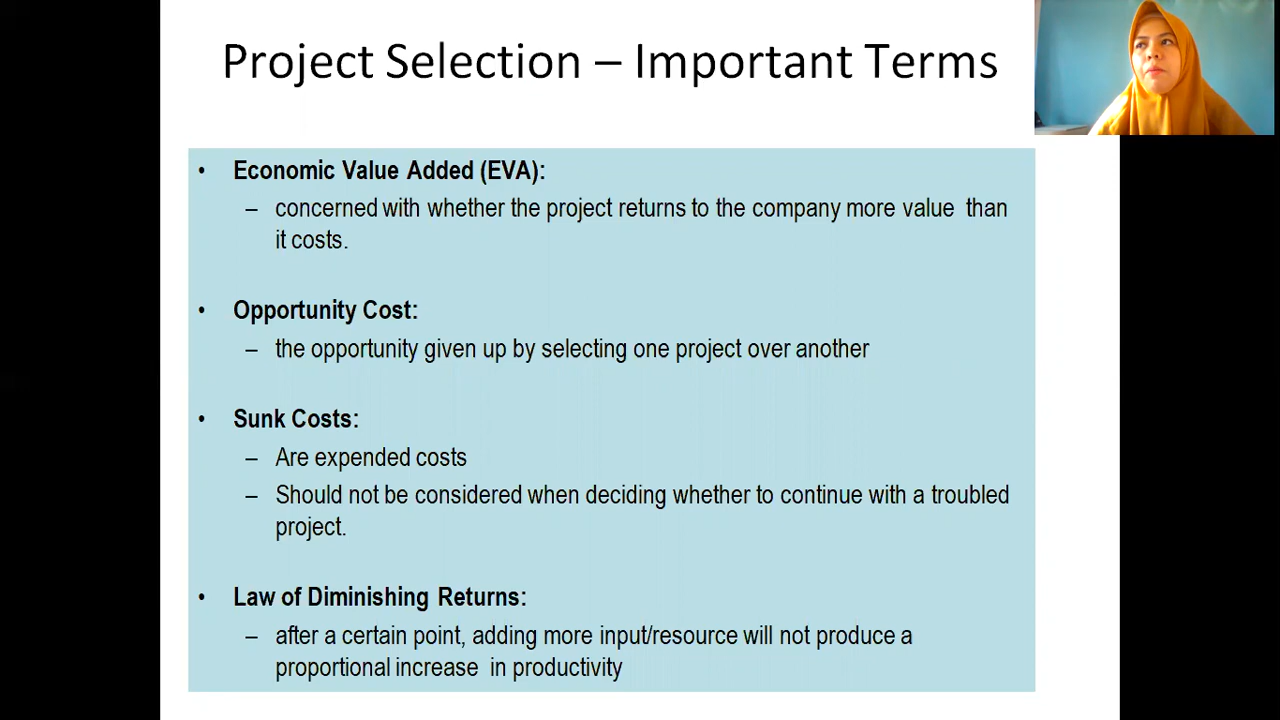 Project Selection – Important Terms
• Economic Value Added (EVA):
– concerned with whether the project returns to the company more value than
it costs.
• Opportunity Cost:
– the opportunity given up by selecting one project over another
• Sunk Costs:
– Are expended costs
– Should not be considered when deciding whether to continue with a troubled
project.
• Law of Diminishing Returns:
– after a certain point, adding more input/resource will not produce a
proportional increase in productivity